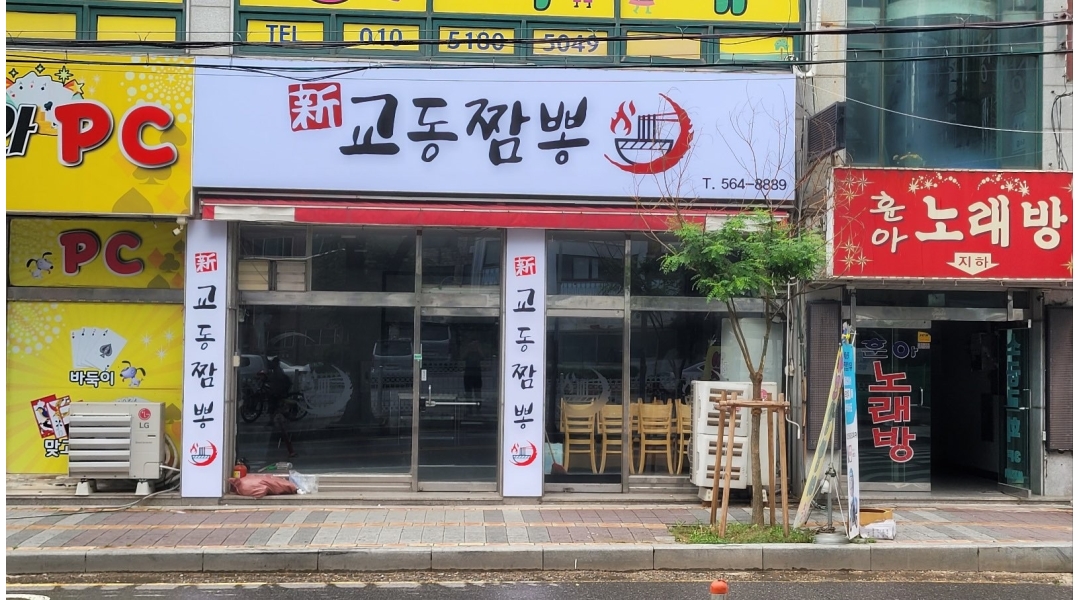 TEL 010 5180 5049
와 PC
新 교동짬뽕
T. 564-8889
PC
바둑이
LG
新 교동짬뽕
新 교동짬뽕
훈아 노래방
지하
훈아
노래방